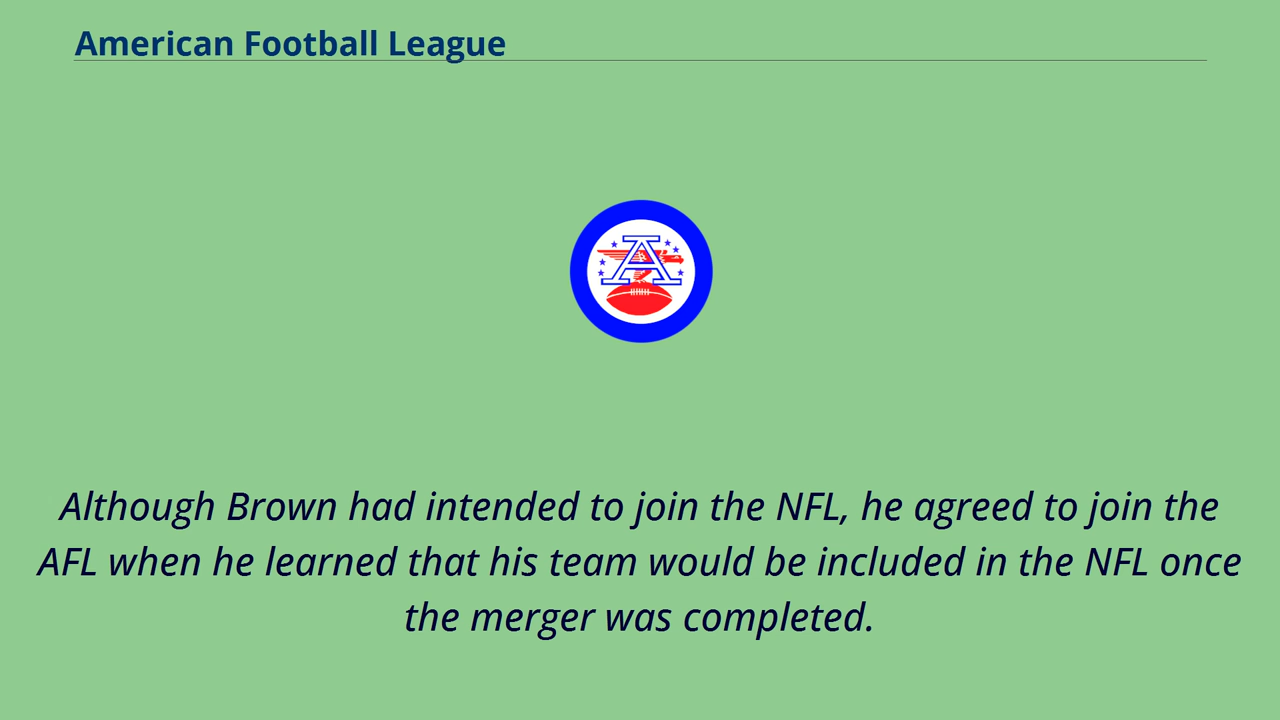 American Football League
A
Although Brown had intended to join the NFL, he agreed to join the
AFL when he learned that his team would be included in the NFL once
the merger was completed.